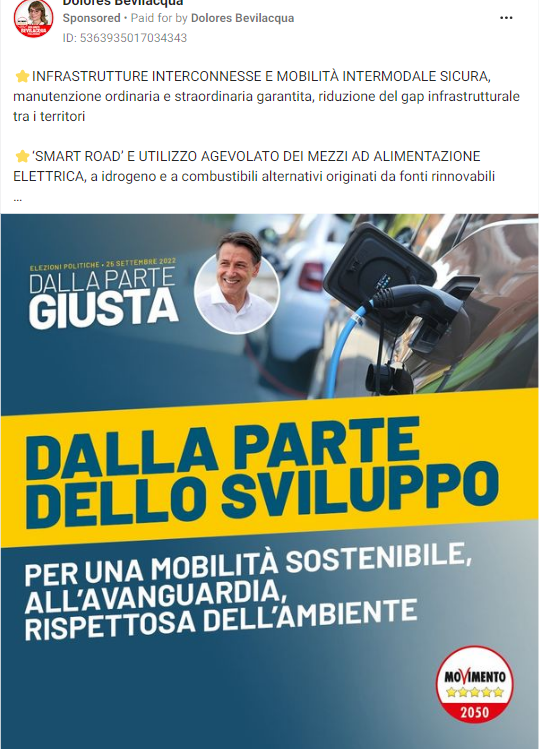 Dolores Bevilacqua
Sponsored • Paid for by Dolores Bevilacqua
ID: 5363935017034343
⭐INFRASTRUTTURE INTERCONNESSE E MOBILITÀ INTERMODALE SICURA,
manutenzione ordinaria e straordinaria garantita, riduzione del gap infrastrutturale
tra i territori
⭐'SMART ROAD' E UTILIZZO AGEVOLATO DEI MEZZI AD ALIMENTAZIONE
ELETTRICA, a idrogeno e a combustibili alternativi originati da fonti rinnovabili
...
ELEZIONI POLITICHE • 25 SETTEMBRE 2022
DALLA PARTE
GIUSTA
DALLA PARTE
DELLO SVILUPPO
PER UNA MOBILITÀ SOSTENIBILE,
ALL'AVANGUARDIA,
RISPETTOSA DELL'AMBIENTE
MOVIMENTO
2050